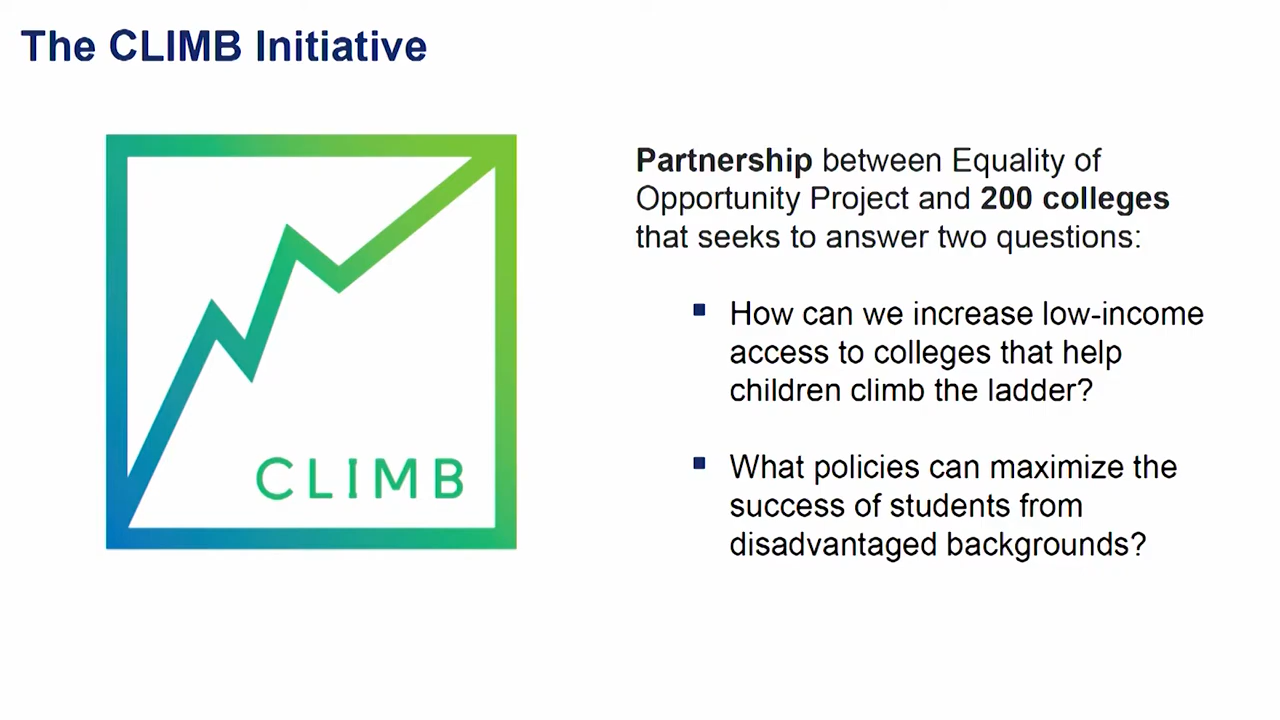 The CLIMB Initiative
CLIMB
Partnership between Equality of
Opportunity Project and 200 colleges
that seeks to answer two questions:
▪ How can we increase low-income
access to colleges that help
children climb the ladder?
▪ What policies can maximize the
success of students from
disadvantaged backgrounds?